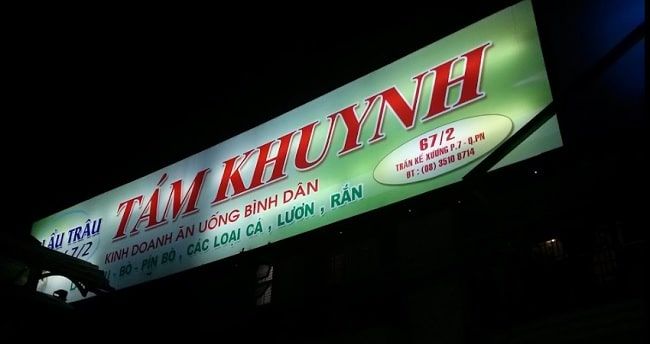 LẨU TRÂU
67/2
TÁM KHUYNH
KINH DOANH ĂN UỐNG BÌNH DÂN
BÒ - PÍN BÒ , CÁC LOẠI CÁ , LƯƠN , RẮN
67/2
TRẦN KẾ XƯƠNG P.7 - Q.PN
ĐT : (08) 3510 6714